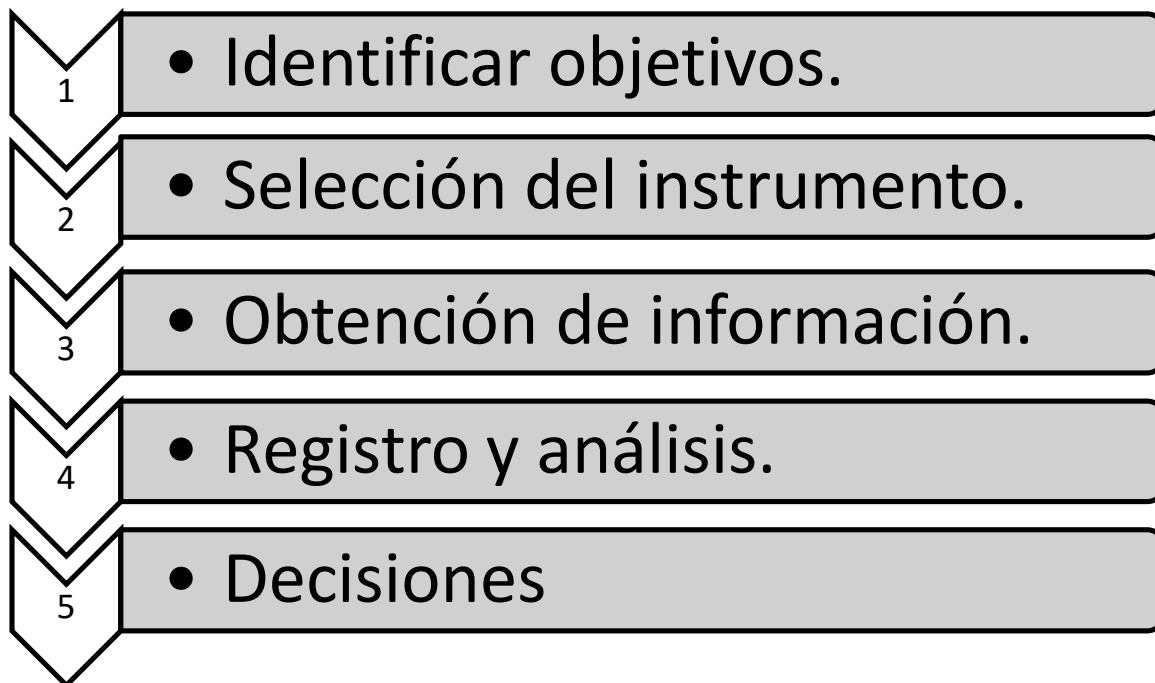 1
• Identificar objetivos.
2
• Selección del instrumento.
3
• Obtención de información.
4
• Registro y análisis.
5
• Decisiones